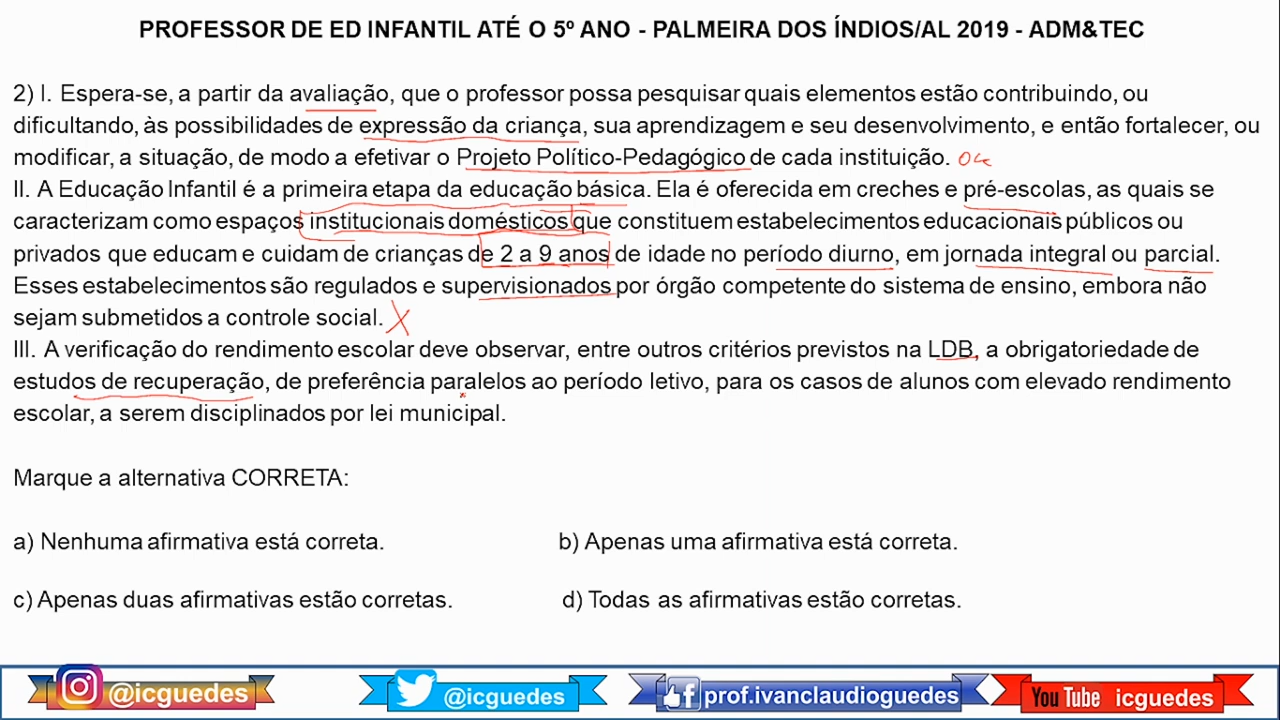 PROFESSOR DE ED INFANTIL ATÉ O 5º ANO - PALMEIRA DOS ÍNDIOS/AL 2019 - ADM&TEC
2) I. Espera-se, a partir da avaliação, que o professor possa pesquisar quais elementos estão contribuindo, ou
dificultando, às possibilidades de expressão da criança, sua aprendizagem e seu desenvolvimento, e então fortalecer, ou
modificar, a situação, de modo a efetivar o Projeto Político-Pedagógico de cada instituição. OK
II. A Educação Infantil é a primeira etapa da educação básica. Ela é oferecida em creches e pré-escolas, as quais se
caracterizam como espaços institucionais domésticos que constituem estabelecimentos educacionais públicos ou
privados que educam e cuidam de crianças de 2 a 9 anos de idade no período diurno, em jornada integral ou parcial.
Esses estabelecimentos são regulados e supervisionados por órgão competente do sistema de ensino, embora não
sejam submetidos a controle social. X
III. A verificação do rendimento escolar deve observar, entre outros critérios previstos na LDB, a obrigatoriedade de
estudos de recuperação, de preferência paralelos ao período letivo, para os casos de alunos com elevado rendimento
escolar, a serem disciplinados por lei municipal.
Marque a alternativa CORRETA:
a) Nenhuma afirmativa está correta. b) Apenas uma afirmativa está correta.
c) Apenas duas afirmativas estão corretas. d) Todas as afirmativas estão corretas.
@icguedes @icguedes f prof.ivanclaudioguedes You Tube icguedes